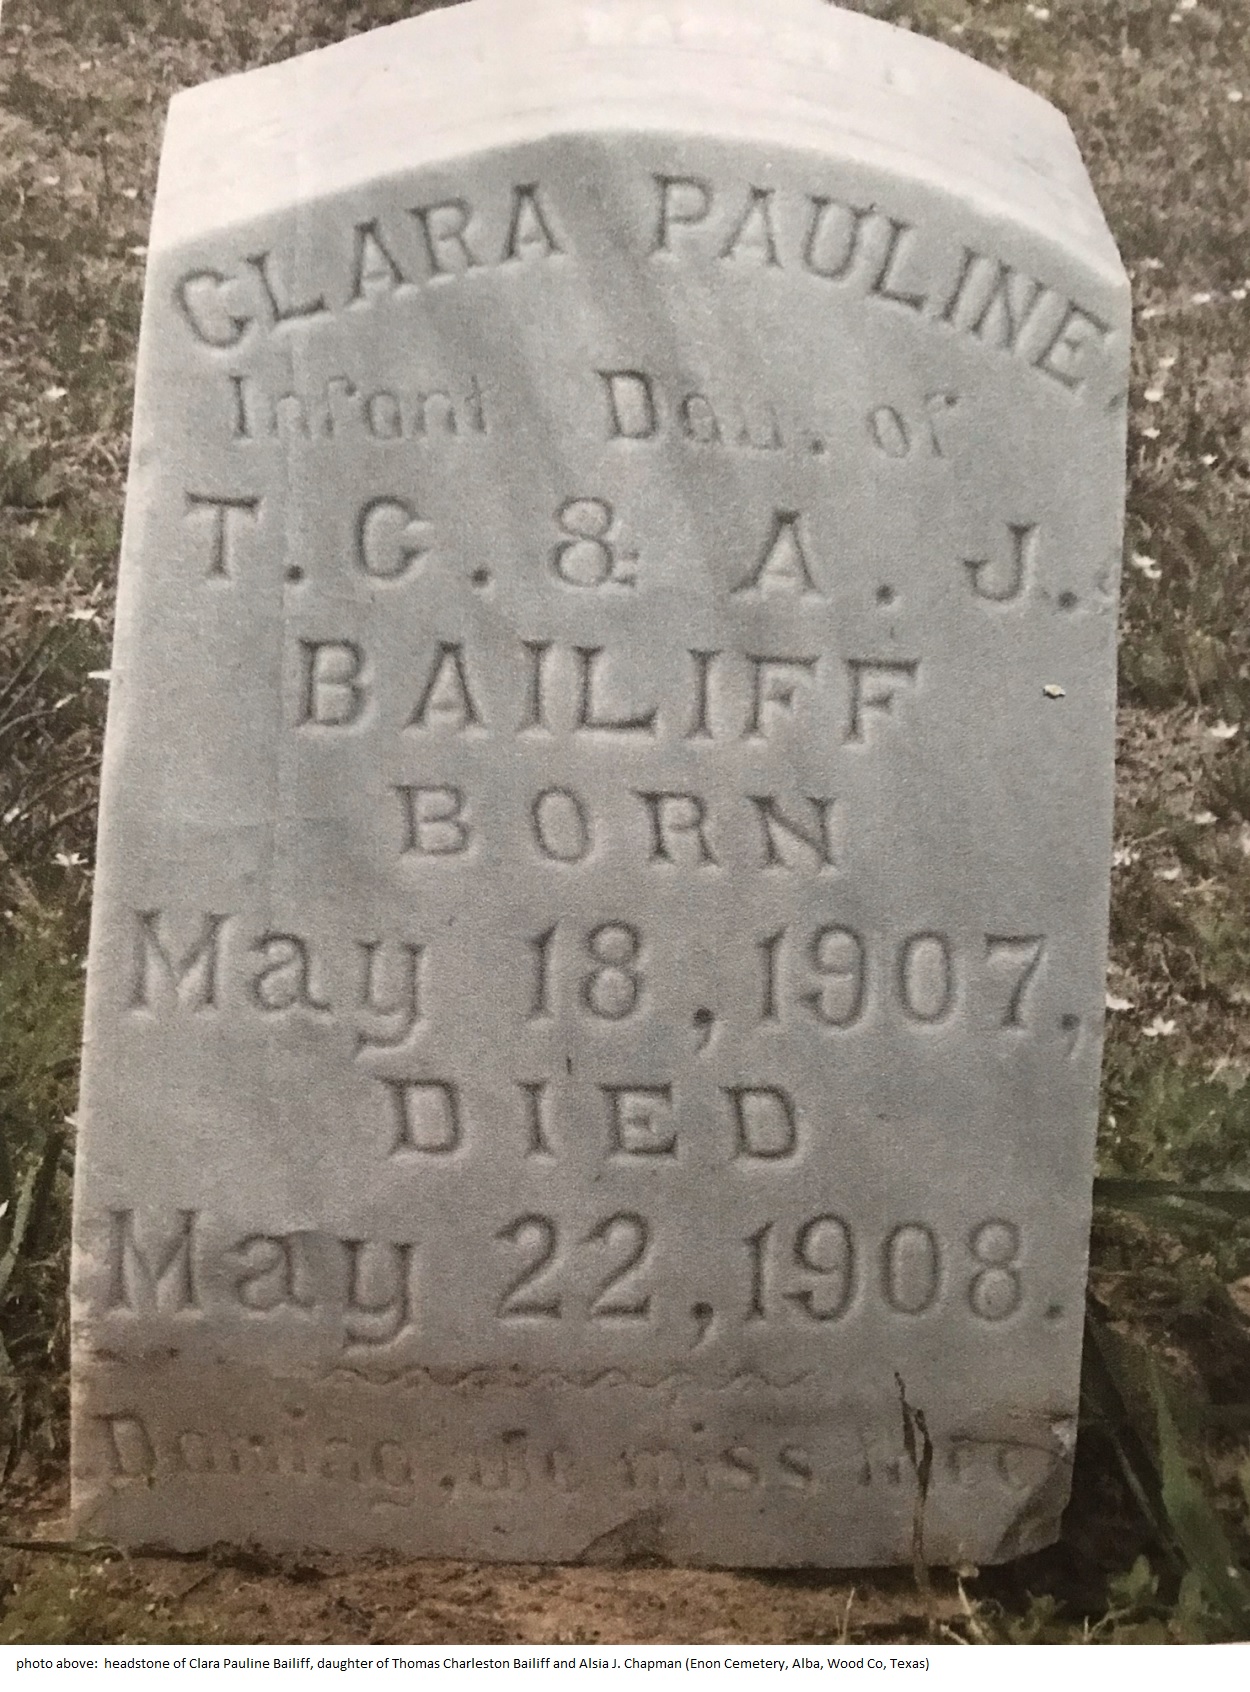 CLARA PAULINE,
Infant Dau. of
T. C. & A. J.
BAILIFF
BORN
May 18, 1907,
DIED
May 22, 1908.
miss
photo above: headstone of Clara Pauline Bailiff, daughter of Thomas Charleston Bailiff and Alsia J. Chapman (Enon Cemetery, Alba, Wood Co, Texas)